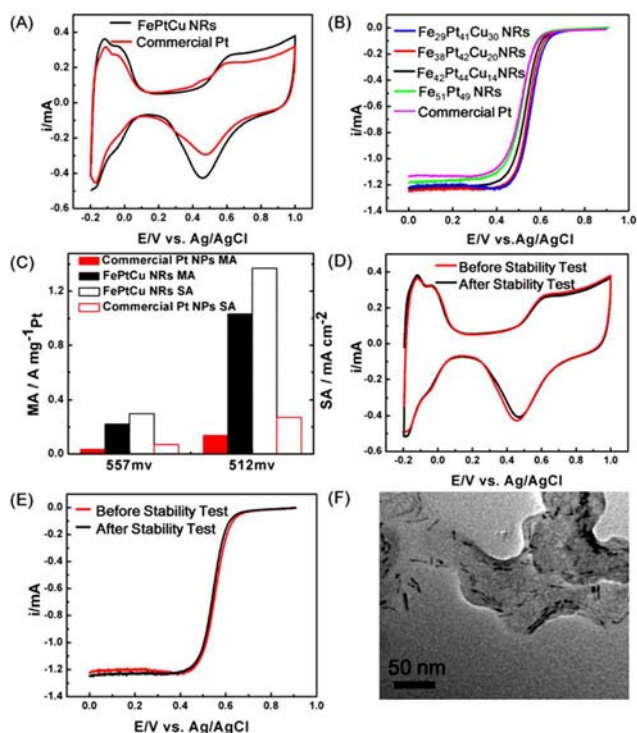 (A)
FePtCu NRs
Commercial Pt
i/mA
0.4
0.2
0.0
-0.2
-0.4
-0.2 0.0 0.2 0.4 0.6 0.8 1.0
E/V vs. Ag/AgCl
(B)
Fe29Pt41Cu30 NRs
Fe38Pt42Cu20NRs
Fe42Pt44Cu14NRs
Fe51Pt49 NRs
Commercial Pt
i/mA
0.0
-0.2
-0.4
-0.6
-0.8
-1.0
-1.2
-1.4
0.0 0.2 0.4 0.6 0.8 1.0
E/V vs.Ag/AgCl
(C)
Commercial Pt NPs MA
FePtCu NRs MA
FePtCu NRs SA
Commercial Pt NPs SA
MA / A mg-1Pt
SA / mA cm-2
1.2
0.8
0.4
0.0
557mv 512mv
(D)
Before Stability Test
After Stability Test
i/mA
0.4
0.2
0.0
-0.2
-0.4
-0.6
-0.2 0.0 0.2 0.4 0.6 0.8 1.0
E/V vs. Ag/AgCl
(E)
Before Stability Test
After Stability Test
i/mA
0.0
-0.2
-0.4
-0.6
-0.8
-1.0
-1.2
-1.4
0.0 0.2 0.4 0.6 0.8 1.0
E/V vs. Ag/AgCl
(F)
50 nm